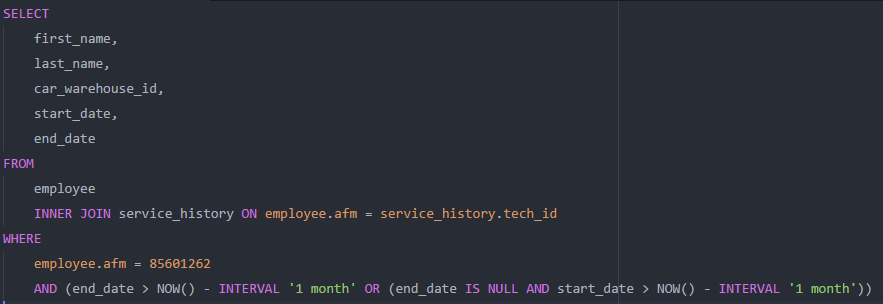 SELECT
first_name,
last_name,
car_warehouse_id,
start_date,
end_date
FROM
employee
INNER JOIN service_history ON employee.afm = service_history.tech_id
WHERE
employee.afm = 85601262
AND (end_date > NOW() - INTERVAL '1 month' OR (end_date IS NULL AND start_date > NOW() - INTERVAL '1 month'))